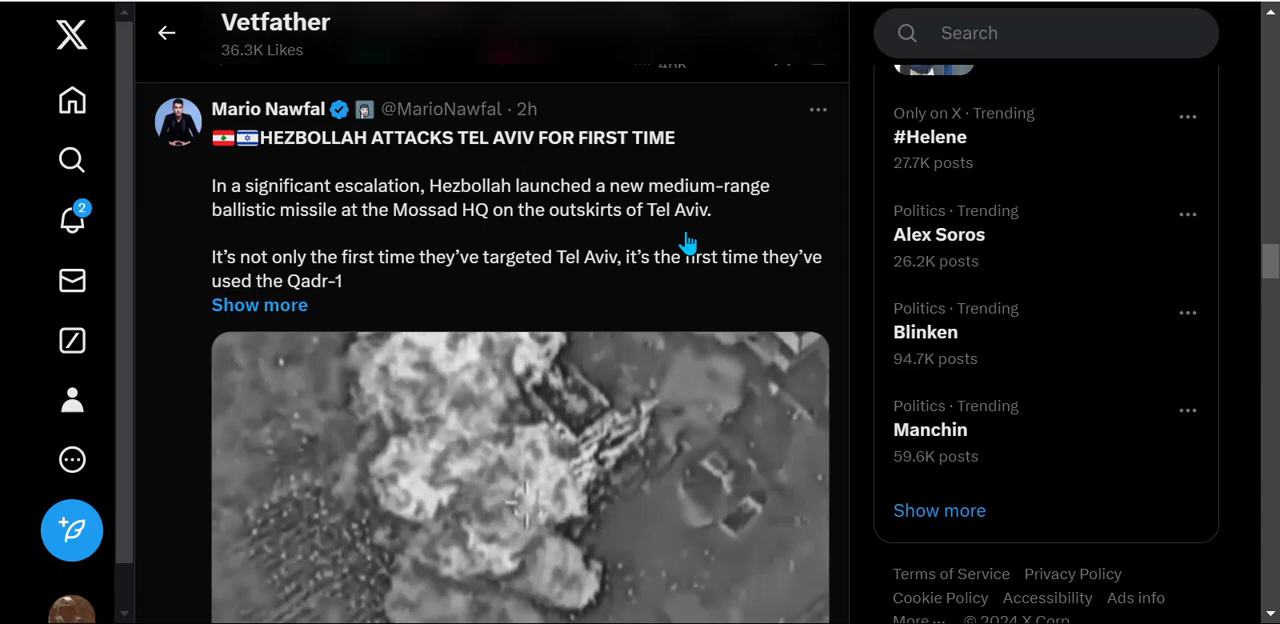 Vetfather
36.3K Likes
Search
Mario Nawfal @MarioNawfal · 2h
HEZBOLLAH ATTACKS TEL AVIV FOR FIRST TIME
In a significant escalation, Hezbollah launched a new medium-range
ballistic missile at the Mossad HQ on the outskirts of Tel Aviv.
It's not only the first time they've targeted Tel Aviv, it's the first time they've
used the Qadr-1
Show more
2
Only on X · Trending
#Helene
27.7K posts
Politics · Trending
Alex Soros
26.2K posts
Politics · Trending
Blinken
94.7K posts
Politics · Trending
Manchin
59.6K posts
Show more
Terms of Service Privacy Policy
Cookie Policy Accessibility Ads info
More ... © 2024 X Corp.